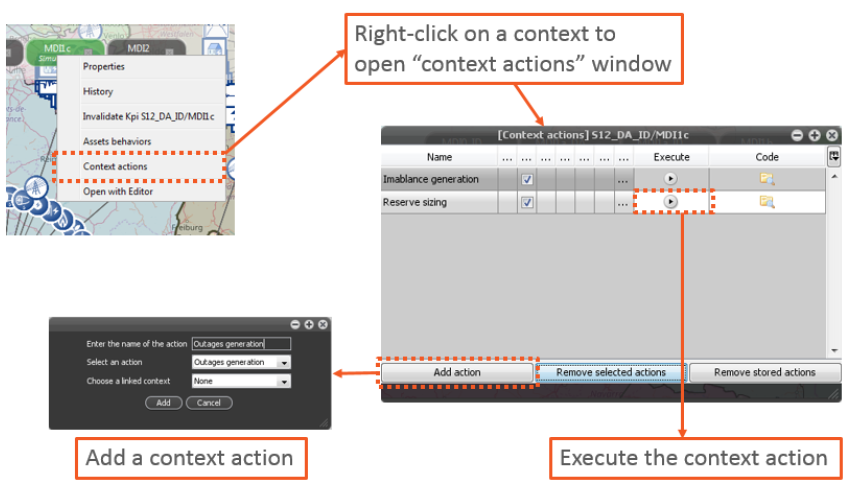 Right-click on a context to
open “context actions” window
MDI1c
MDI2
Properties
History
Invalidate Kpi S12_DA_ID/MDI1c
Assets behaviors
Context actions
Open with Editor
Freiburg
[Context actions] S12_DA_ID/MDI1c
Name ... ... ... ... ... ... ... Execute Code
Imablance generation ...
Reserve sizing ...
Add action Remove selected actions Remove stored actions
Enter the name of the action Outages generation
Select an action Outages generation
Choose a linked context None
Add Cancel
Add a context action
Execute the context action